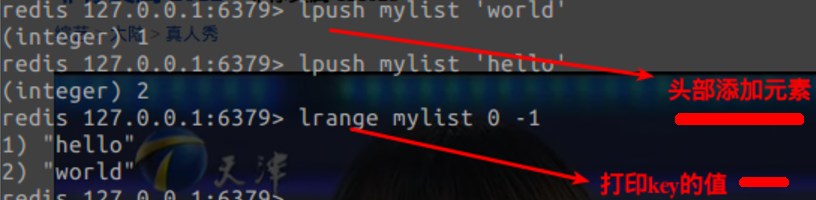 redis 127.0.0.1:6379> lpush mylist 'world'
(integer) 1
大陆 > 真人秀
redis 127.0.0.1:6379> lpush mylist 'hello'
(integer) 2
头部添加元素
redis 127.0.0.1:6379> lrange mylist 0 -1
1) "hello"
2) "world"
天津
打印key的值
redis 127.0.0.1:6379>